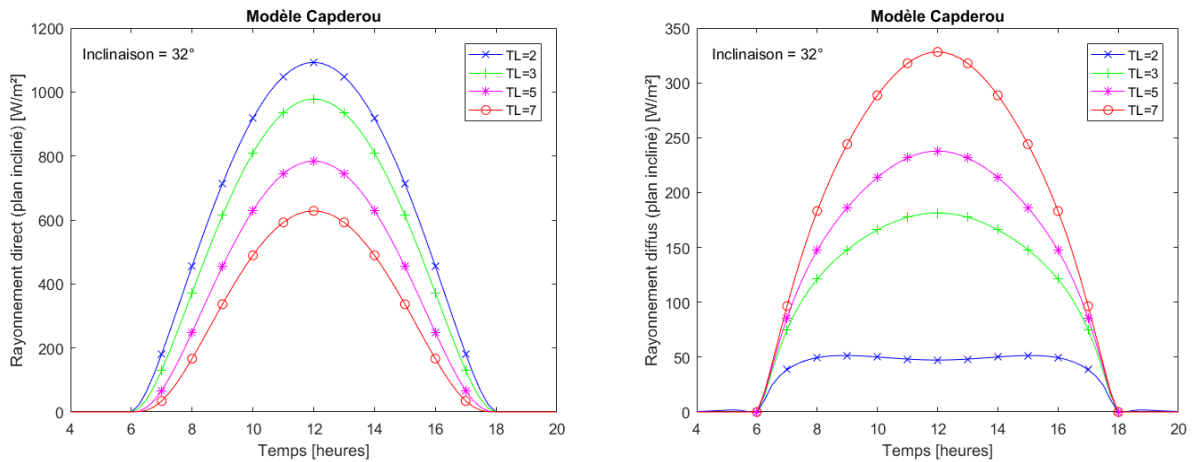 Modèle Capderou
Inclinaison = 32°
TL=2
TL=3
TL=5
TL=7
Rayonnement direct (plan incliné) [W/m²]
1200
1000
800
600
400
200
0
4 6 8 10 12 14 16 18 20
Temps [heures]
Modèle Capderou
Inclinaison = 32°
TL=2
TL=3
TL=5
TL=7
Rayonnement diffus (plan incliné) [W/m²]
350
300
250
200
150
100
50
0
4 6 8 10 12 14 16 18 20
Temps [heures]